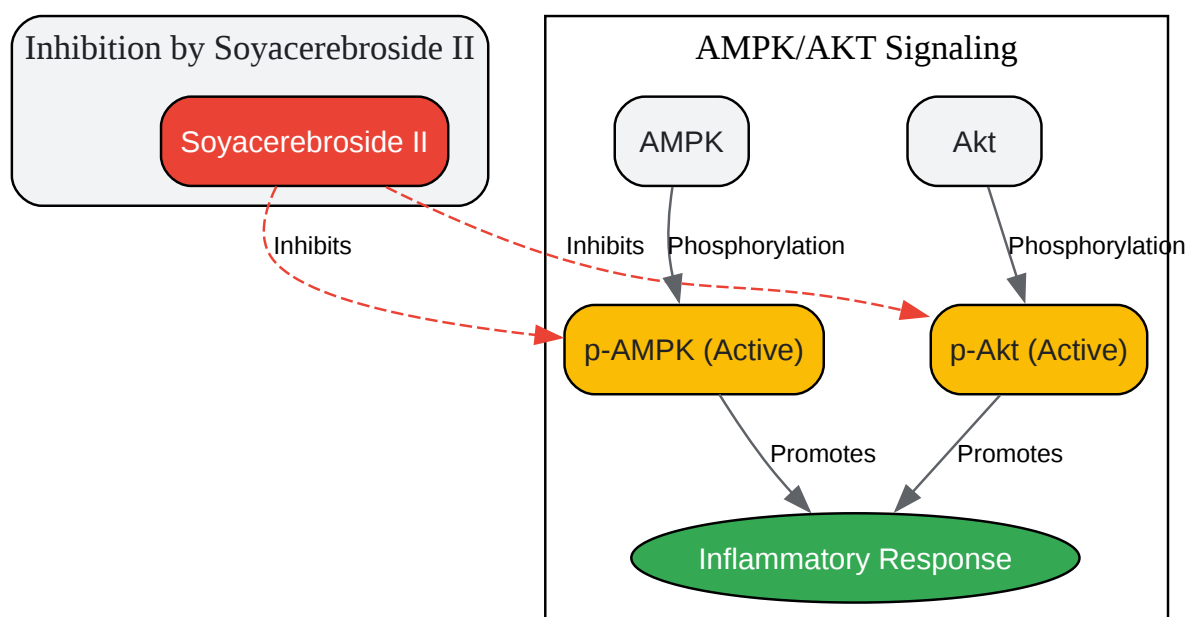 Inhibition by Soyacerebroside II
AMPK/AKT Signaling
Soyacerebroside II
AMPK
Akt
Inhibits
Inhibits
Phosphorylation
Phosphorylation
p-AMPK (Active)
p-Akt (Active)
Promotes
Promotes
Inflammatory Response